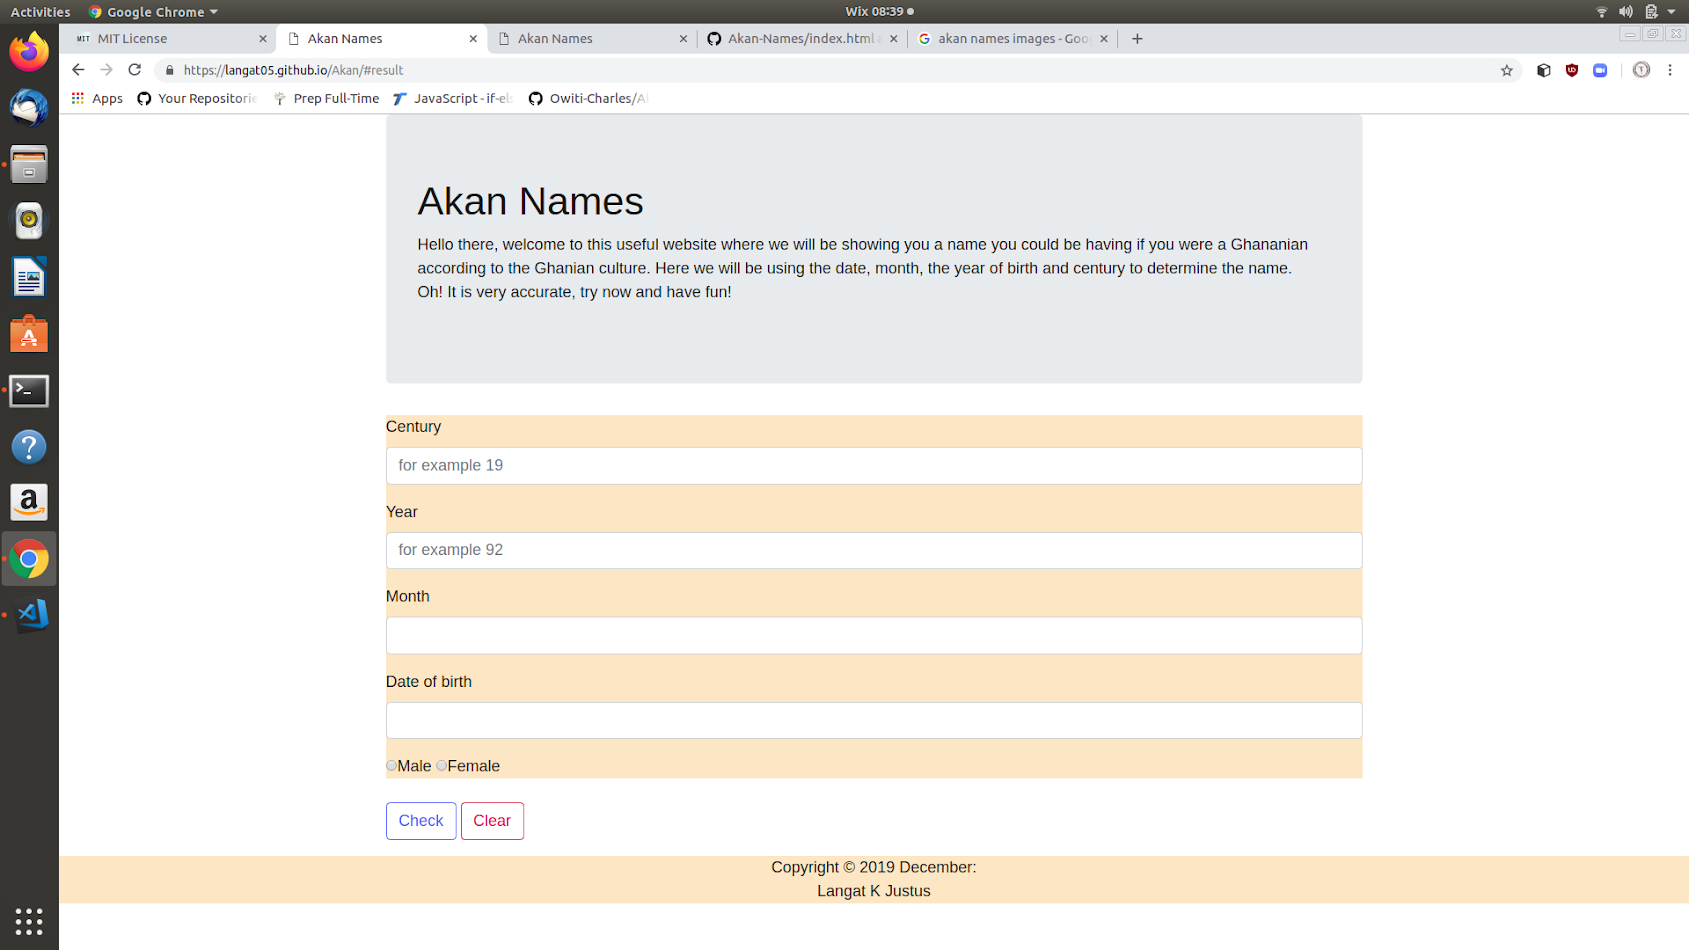 Activities
Google Chrome
Wix 08:39
MIT MIT License
Akan Names
Akan Names
Akan-Names/index.html
akan names images - Goo
https://langat05.github.io/Akan/#result
Apps
Your Repositorie
Prep Full-Time
JavaScript - if-els
Owiti-Charles/A
Akan Names
Hello there, welcome to this useful website where we will be showing you a name you could be having if you were a Ghananian
according to the Ghanian culture. Here we will be using the date, month, the year of birth and century to determine the name.
Oh! It is very accurate, try now and have fun!
Century
for example 19
Year
for example 92
Month
Date of birth
Male Female
Check Clear
Copyright © 2019 December:
Langat K Justus